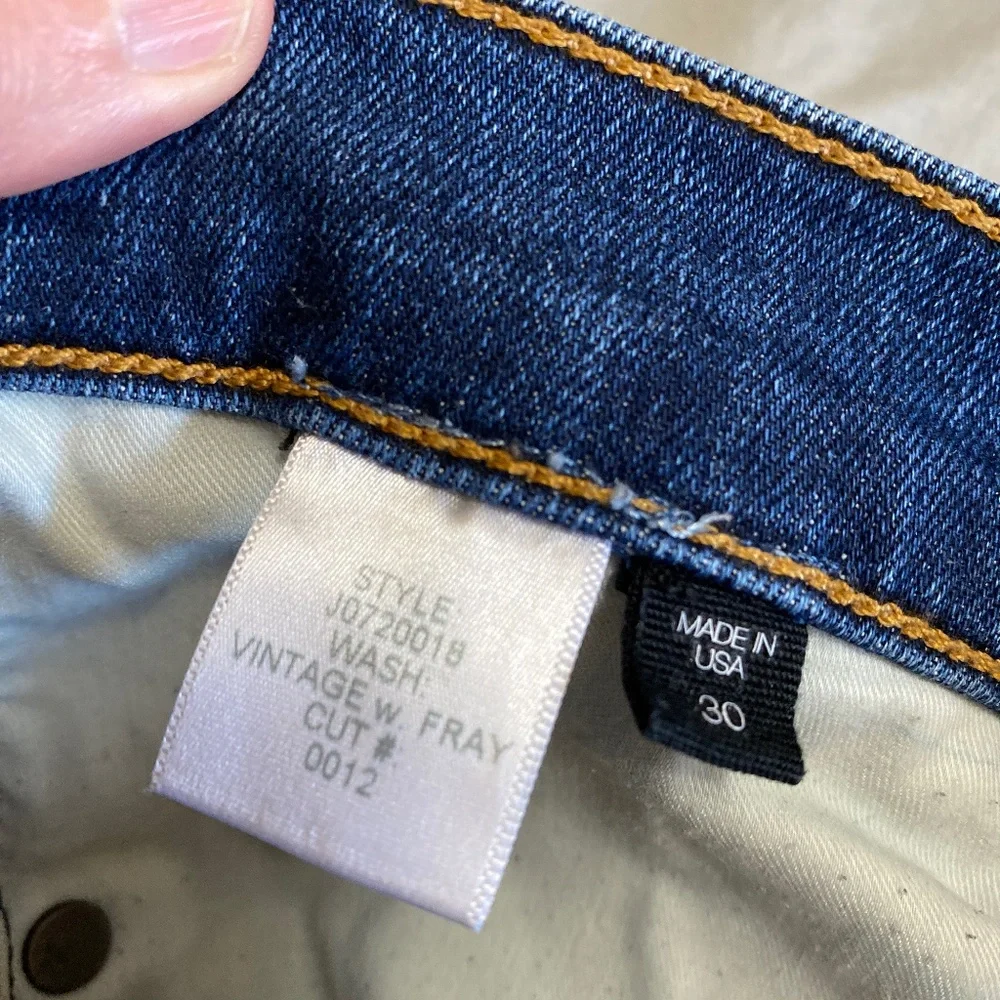 STYLE:
J0720018
WASH:
VINTAGE w. FRAY
CUT #:
0012
MADE IN
USA
30